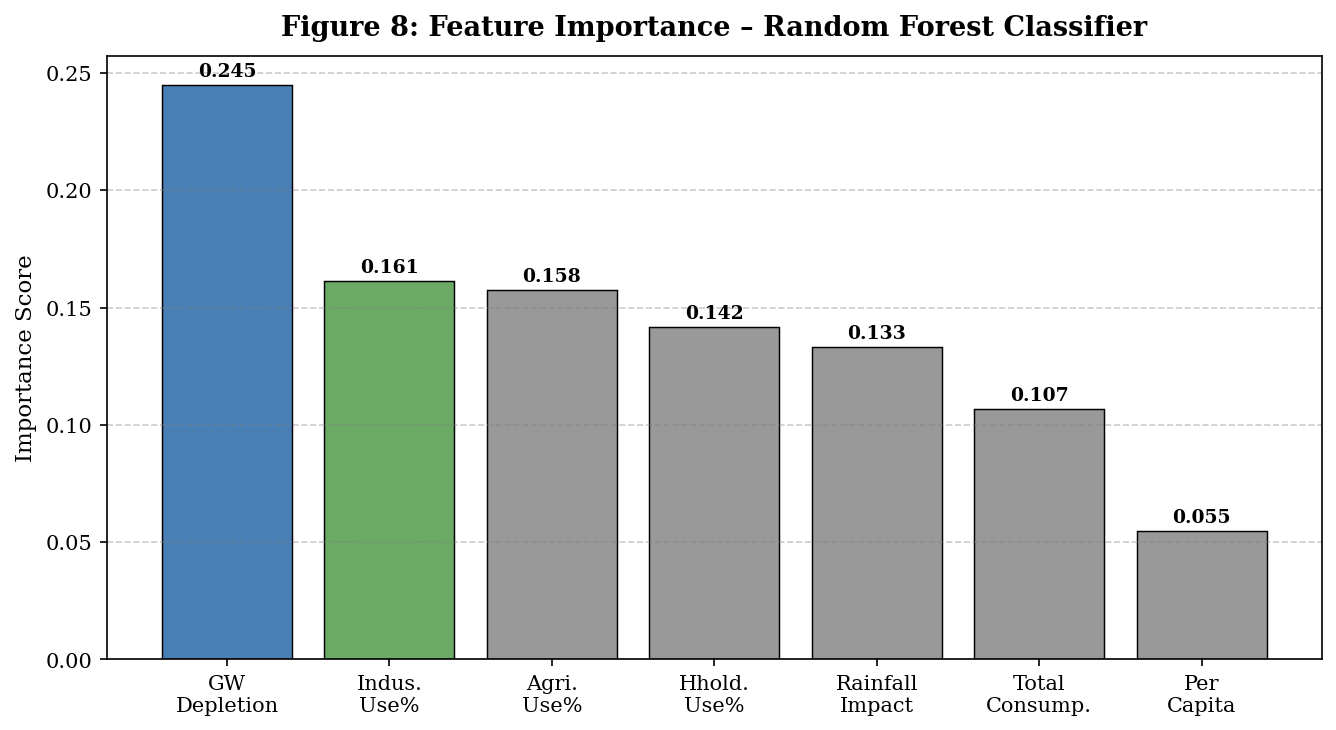 Figure 8: Feature Importance – Random Forest Classifier
Importance Score
0.25
0.20
0.15
0.10
0.05
0.00
0.245
0.161
0.158
0.142
0.133
0.107
0.055
GW
Depletion
Indus.
Use%
Agri.
Use%
Hhold.
Use%
Rainfall
Impact
Total
Consump.
Per
Capita